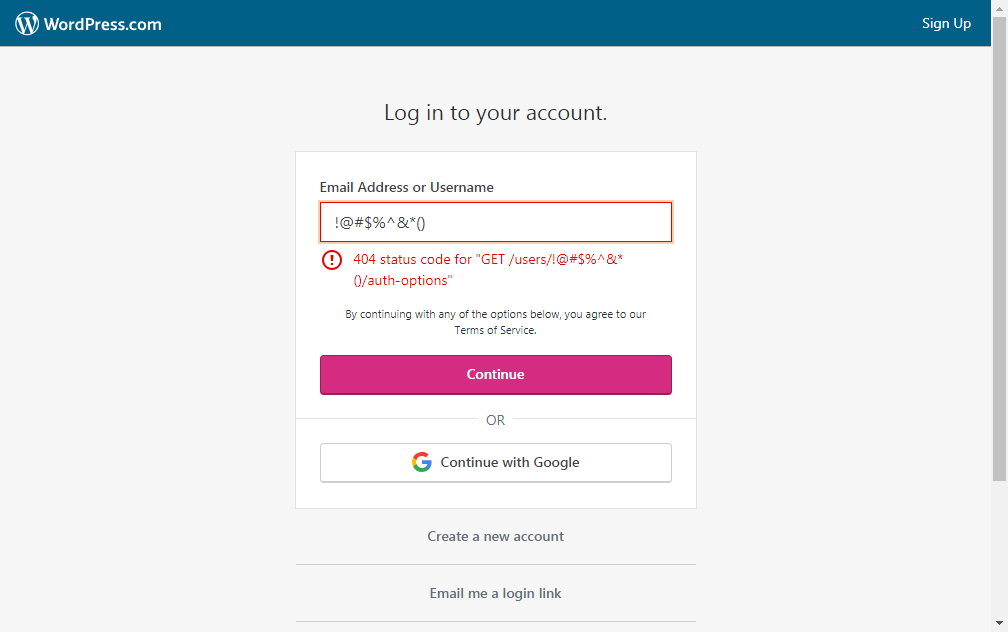 WordPress.com
Sign Up
Log in to your account.
Email Address or Username
!@#$%^&*()
404 status code for "GET /users/!@#$%^&*
()/auth-options"
By continuing with any of the options below, you agree to our
Terms of Service.
Continue
OR
Continue with Google
Create a new account
Email me a login link